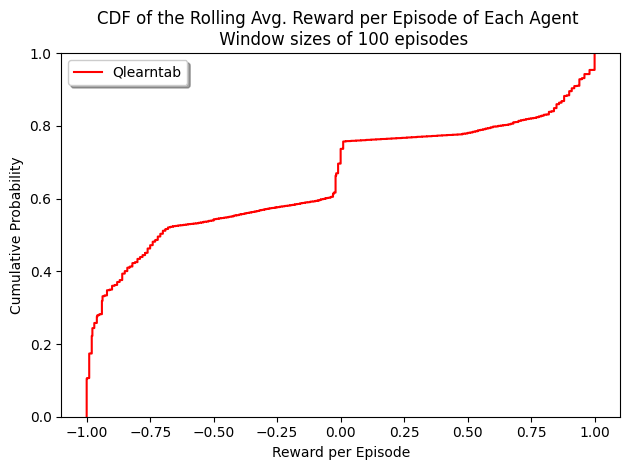 CDF of the Rolling Avg. Reward per Episode of Each Agent
Window sizes of 100 episodes
Qlearntab
Cumulative Probability
1.0
0.8
0.6
0.4
0.2
0.0
−1.00 −0.75 −0.50 −0.25 0.00 0.25 0.50 0.75 1.00
Reward per Episode